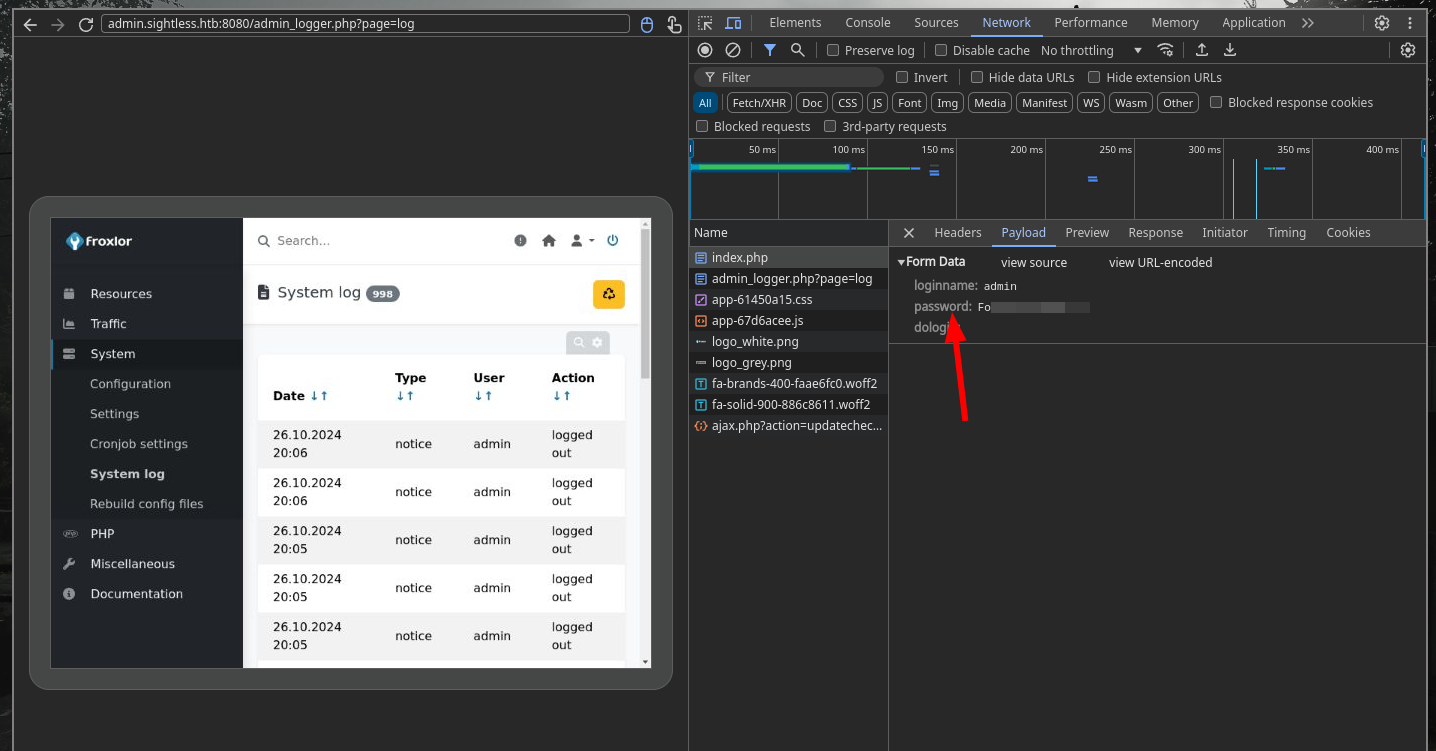 admin.sightless.htb:8080/admin_logger.php?page=log
Elements Console Sources Network Performance Memory Application
Preserve log Disable cache No throttling
Filter Invert Hide data URLs Hide extension URLs
All Fetch/XHR Doc CSS JS Font Img Media Manifest WS Wasm Other Blocked response cookies
Blocked requests 3rd-party requests
50 ms 100 ms 150 ms 200 ms 250 ms 300 ms 350 ms 400 ms
Name
index.php
admin_logger.php?page=log
app-61450a15.css
app-67d6acee.js
logo_white.png
logo_grey.png
fa-brands-400-faae6fc0.woff2
fa-solid-900-886c8611.woff2
ajax.php?action=updatechec...
Headers Payload Preview Response Initiator Timing Cookies
Form Data view source view URL-encoded
loginname: admin
password: Fo
froxlor
Resources
Traffic
System
Configuration
Settings
Cronjob settings
System log
Rebuild config files
PHP
Miscellaneous
Documentation
Search...
System log 998
Date Type User Action
26.10.2024 20:06 notice admin logged out
26.10.2024 20:06 notice admin logged out
26.10.2024 20:05 notice admin logged out
26.10.2024 20:05 notice admin logged out
26.10.2024 20:05 notice admin logged out